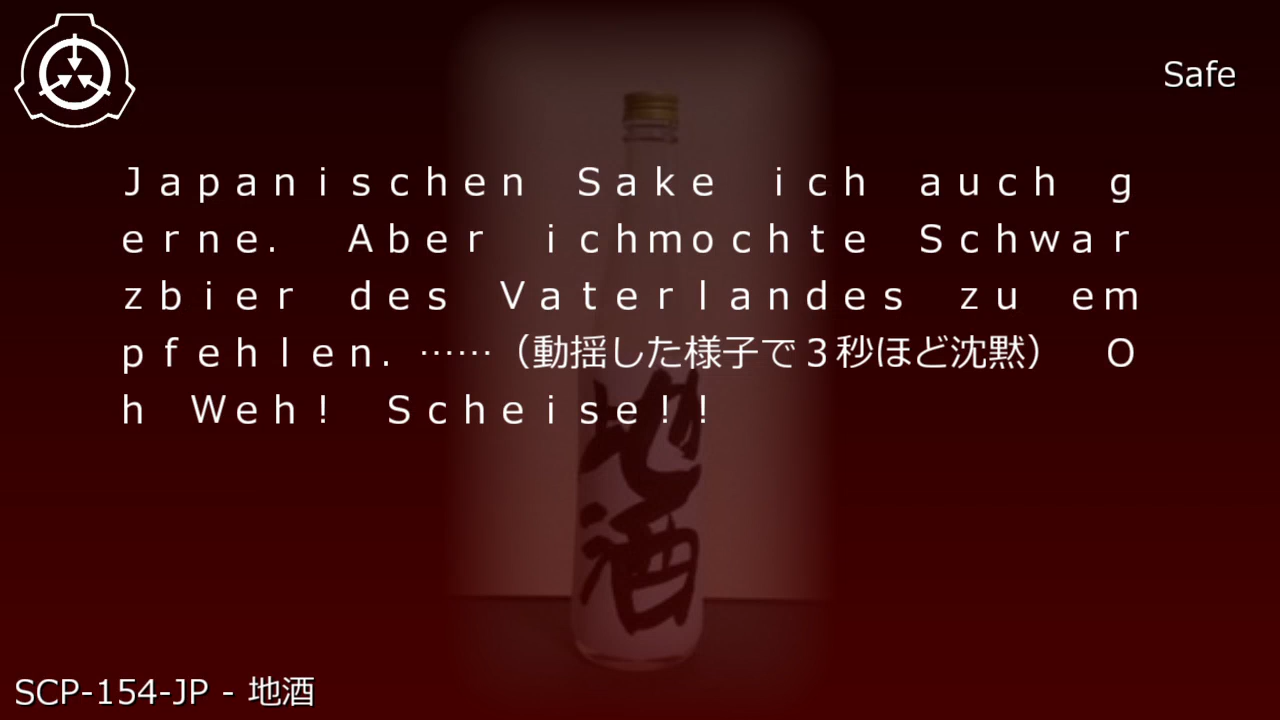 Safe
Ｊａｐａｎｉｓｃｈｅｎ　Ｓａｋｅ　ｉｃｈ　ａｕｃｈ　ｇ
ｅｒｎｅ．　Ａｂｅｒ　ｉｃｈｍｏｃｈｔｅ　Ｓｃｈｗａｒ
ｚｂｉｅｒ　ｄｅｓ　Ｖａｔｅｒｌａｎｄｅｓ　ｚｕ　ｅｍ
ｐｆｅｈｌｅｎ．……（動揺した様子で３秒ほど沈黙）　Ｏ
ｈ　Ｗｅｈ！　Ｓｃｈｅｉｓｅ！！
地酒
SCP-154-JP - 地酒